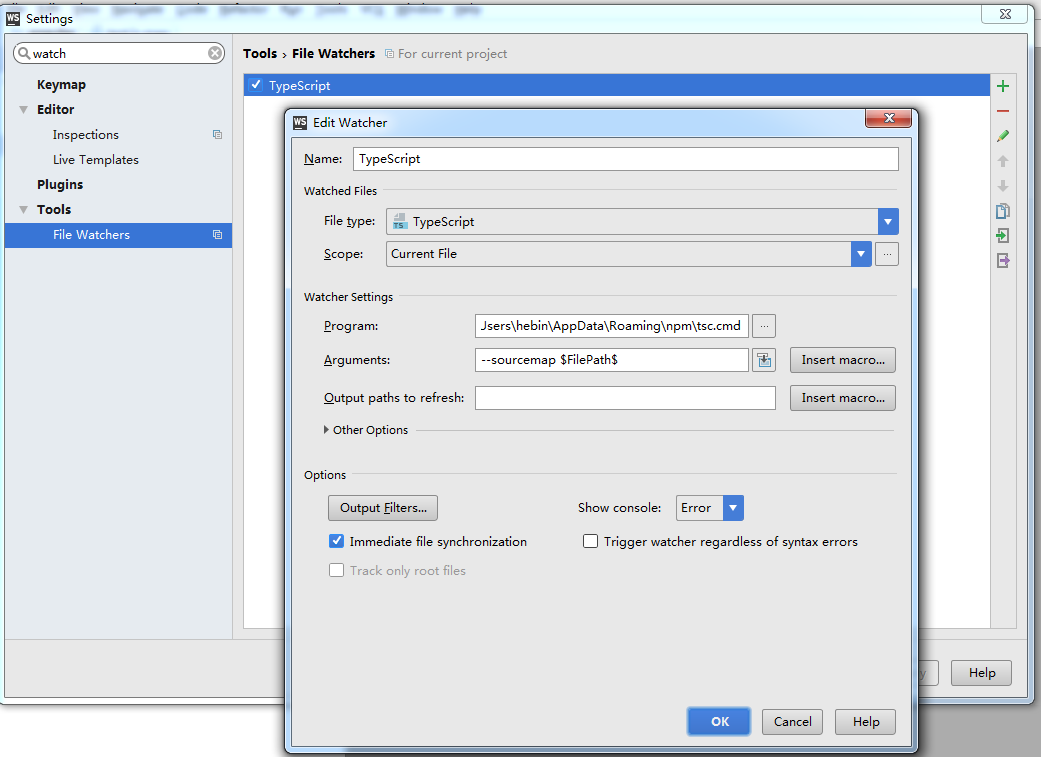 WS Settings
watch
Tools › File Watchers For current project
Keymap
Editor
Inspections
Live Templates
Plugins
Tools
File Watchers
TypeScript
WS Edit Watcher
Name: TypeScript
Watched Files
File type: TS TypeScript
Scope: Current File ...
Watcher Settings
Program: Jsers\hebin\AppData\Roaming\npm\tsc.cmd ...
Arguments: --sourcemap $FilePath$ Insert macro...
Output paths to refresh: Insert macro...
Other Options
Options
Output Filters... Show console: Error
Immediate file synchronization Trigger watcher regardless of syntax errors
Track only root files
y Help
OK Cancel Help